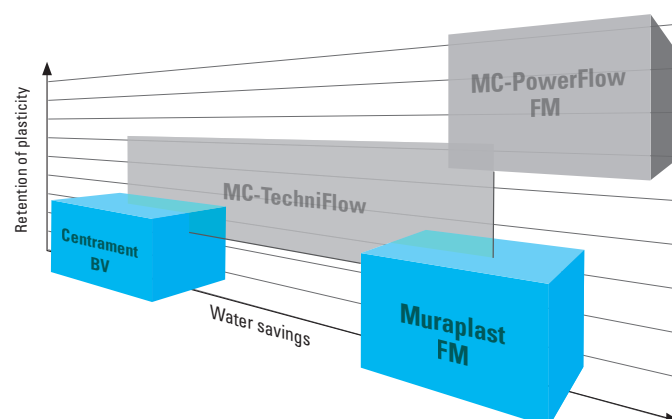 MC-PowerFlow
FM
Retention of plasticity
MC-TechniFlow
Centrament
BV
Water savings
Muraplast
FM